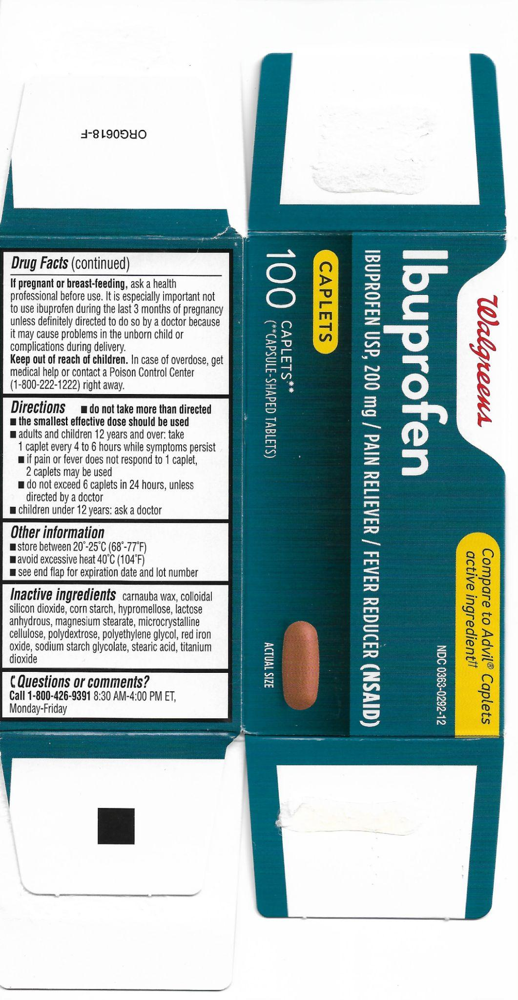 ORG0618-F
Drug Facts (continued)
If pregnant or breast-feeding, ask a health
professional before use. It is especially important not
to use ibuprofen during the last 3 months of pregnancy
unless definitely directed to do so by a doctor because
it may cause problems in the unborn child or
complications during delivery.
Keep out of reach of children. In case of overdose, get
medical help or contact a Poison Control Center
(1-800-222-1222) right away.
Directions ■ do not take more than directed
■ the smallest effective dose should be used
■ adults and children 12 years and over: take
1 caplet every 4 to 6 hours while symptoms persist
■ if pain or fever does not respond to 1 caplet,
2 caplets may be used
■ do not exceed 6 caplets in 24 hours, unless
directed by a doctor
■ children under 12 years: ask a doctor
Other information
■ store between 20°-25°C (68°-77°F)
■ avoid excessive heat 40°C (104°F)
■ see end flap for expiration date and lot number
Inactive ingredients carnauba wax, colloidal
silicon dioxide, corn starch, hypromellose, lactose
anhydrous, magnesium stearate, microcrystalline
cellulose, polydextrose, polyethylene glycol, red iron
oxide, sodium starch glycolate, stearic acid, titanium
dioxide
Questions or comments?
Call 1-800-426-9391 8:30 AM-4:00 PM ET,
Monday-Friday
Walgreens
Compare to Advil® Caplets
active ingredient††
NDC 0363-0292-12
Ibuprofen
IBUPROFEN USP, 200 mg / PAIN RELIEVER / FEVER REDUCER (NSAID)
CAPLETS
100 CAPLETS**
(**CAPSULE-SHAPED TABLETS)
ACTUAL SIZE